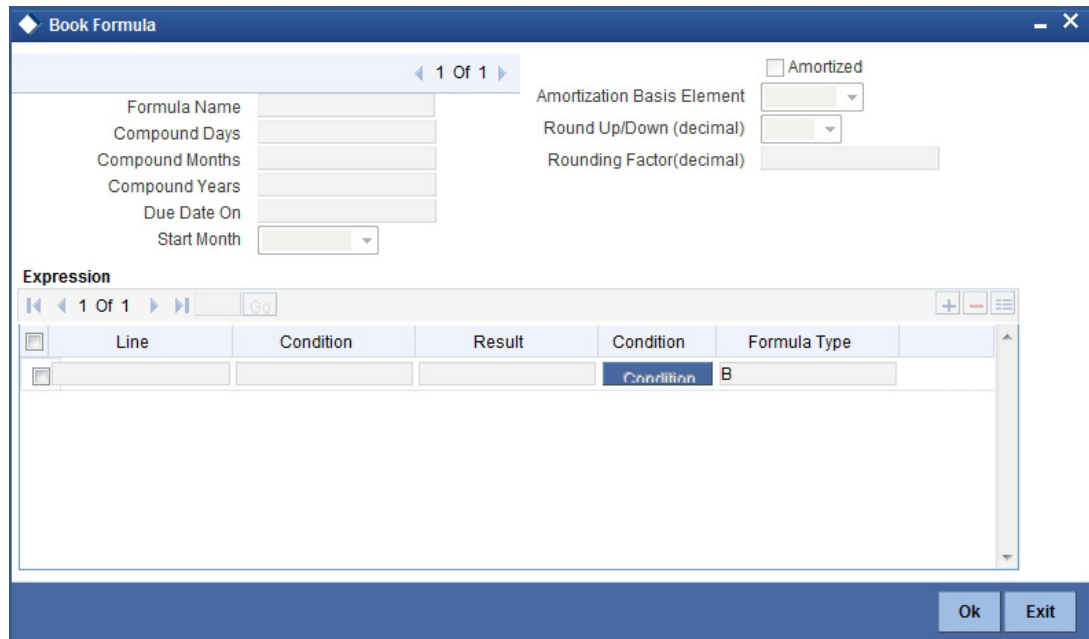 Book Formula
1 Of 1
Formula Name
Compound Days
Compound Months
Compound Years
Due Date On
Start Month
Amortized
Amortization Basis Element
Round Up/Down (decimal)
Rounding Factor(decimal)
Expression
1 Of 1 Go
Line Condition Result Condition Formula Type
Condition B
Ok Exit